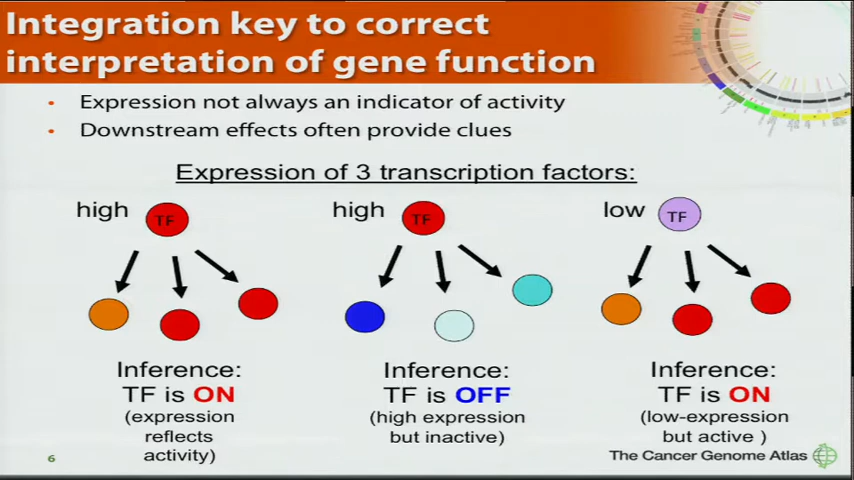 Integration key to correct
interpretation of gene function
• Expression not always an indicator of activity
• Downstream effects often provide clues
Expression of 3 transcription factors:
high TF high TF low TF
Inference: Inference: Inference:
TF is ON TF is OFF TF is ON
(expression (high expression (low-expression
reflects but inactive) but active )
activity)
6 The Cancer Genome Atlas